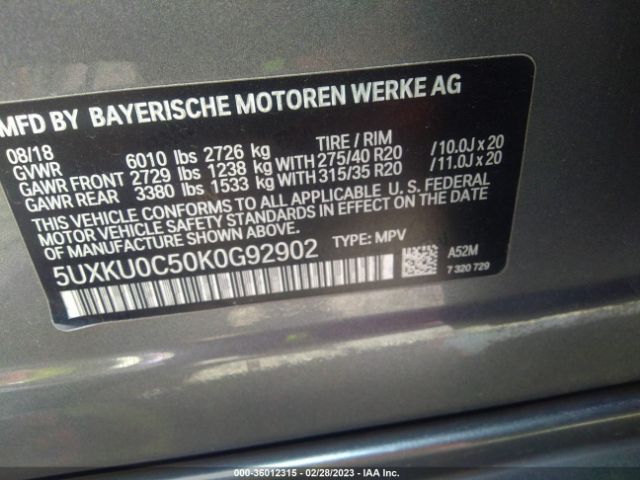 MFD BY BAYERISCHE MOTOREN WERKE AG
08/18
GVWR 6010 lbs 2726 kg TIRE / RIM
GAWR FRONT 2729 lbs 1238 kg WITH 275/40 R20 /10.0J x 20
GAWR REAR 3380 lbs 1533 kg WITH 315/35 R20 /11.0J x 20
THIS VEHICLE CONFORMS TO ALL APPLICABLE U. S. FEDERAL
MOTOR VEHICLE SAFETY STANDARDS IN EFFECT ON THE DATE
OF MANUFACTURE SHOWN ABOVE.
5UXKU0C50K0G92902 TYPE: MPV
A52M
7 320 729
000-36012315 - 02/28/2023 - IAA Inc.